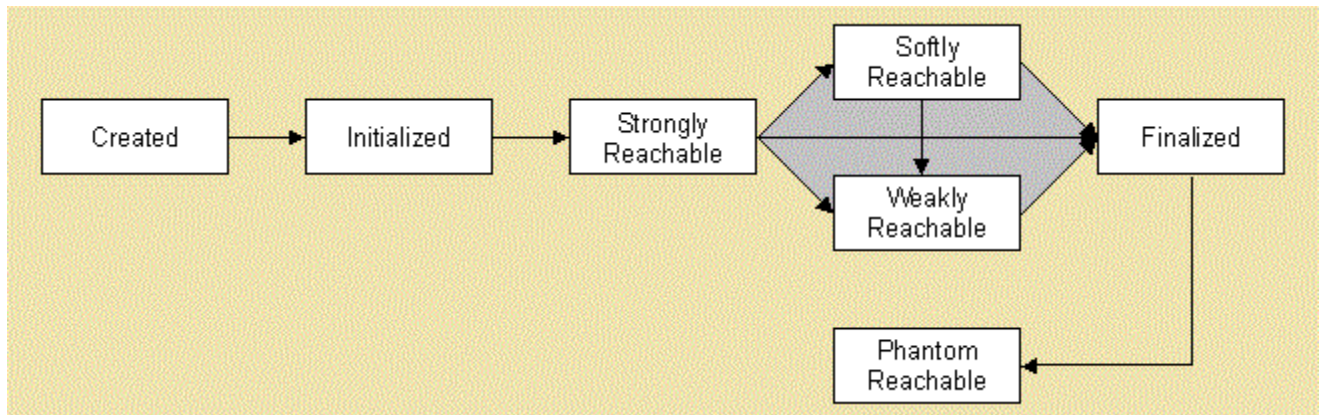 Created
Initialized
Strongly
Reachable
Softly
Reachable
Weakly
Reachable
Finalized
Phantom
Reachable